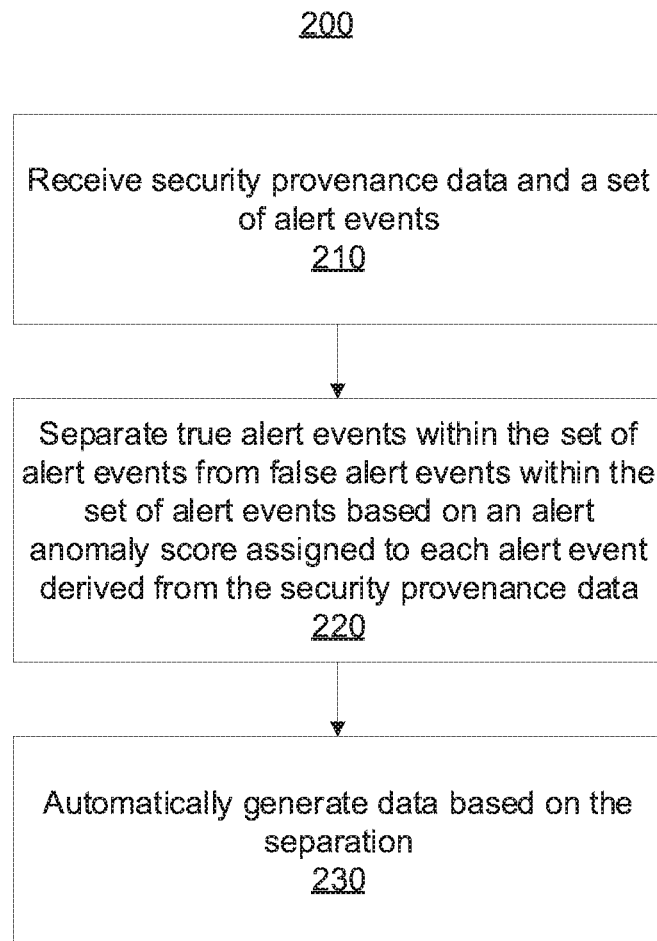 200
Receive security provenance data and a set
of alert events
210
Separate true alert events within the set of
alert events from false alert events within the
set of alert events based on an alert
anomaly score assigned to each alert event
derived from the security provenance data
220
Automatically generate data based on the
separation
230